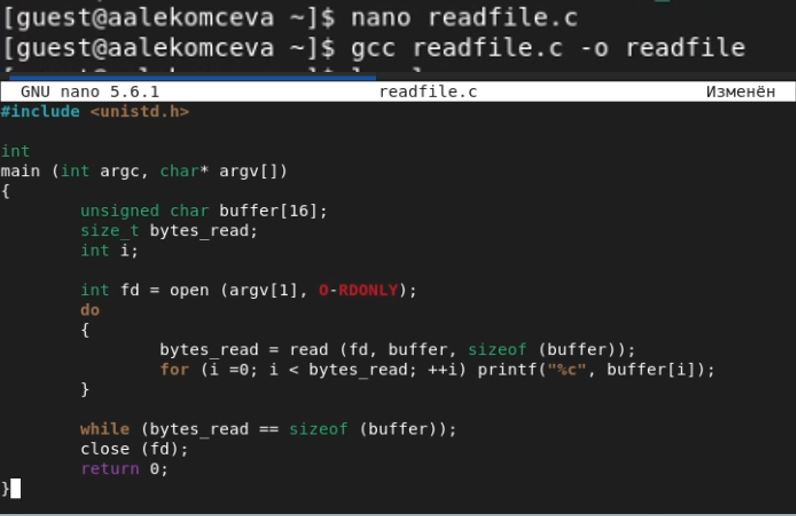 [guest@aalekomceva ~]$ nano readfile.c
[guest@aalekomceva ~]$ gcc readfile.c -o readfile
GNU nano 5.6.1 readfile.c Изменён
#include <unistd.h>
int
main (int argc, char* argv[])
{
unsigned char buffer[16];
size_t bytes_read;
int i;
int fd = open (argv[1], O-RDONLY);
do
{
bytes_read = read (fd, buffer, sizeof (buffer));
for (i =0; i < bytes_read; ++i) printf("%c", buffer[i]);
}
while (bytes_read == sizeof (buffer));
close (fd);
return 0;
}